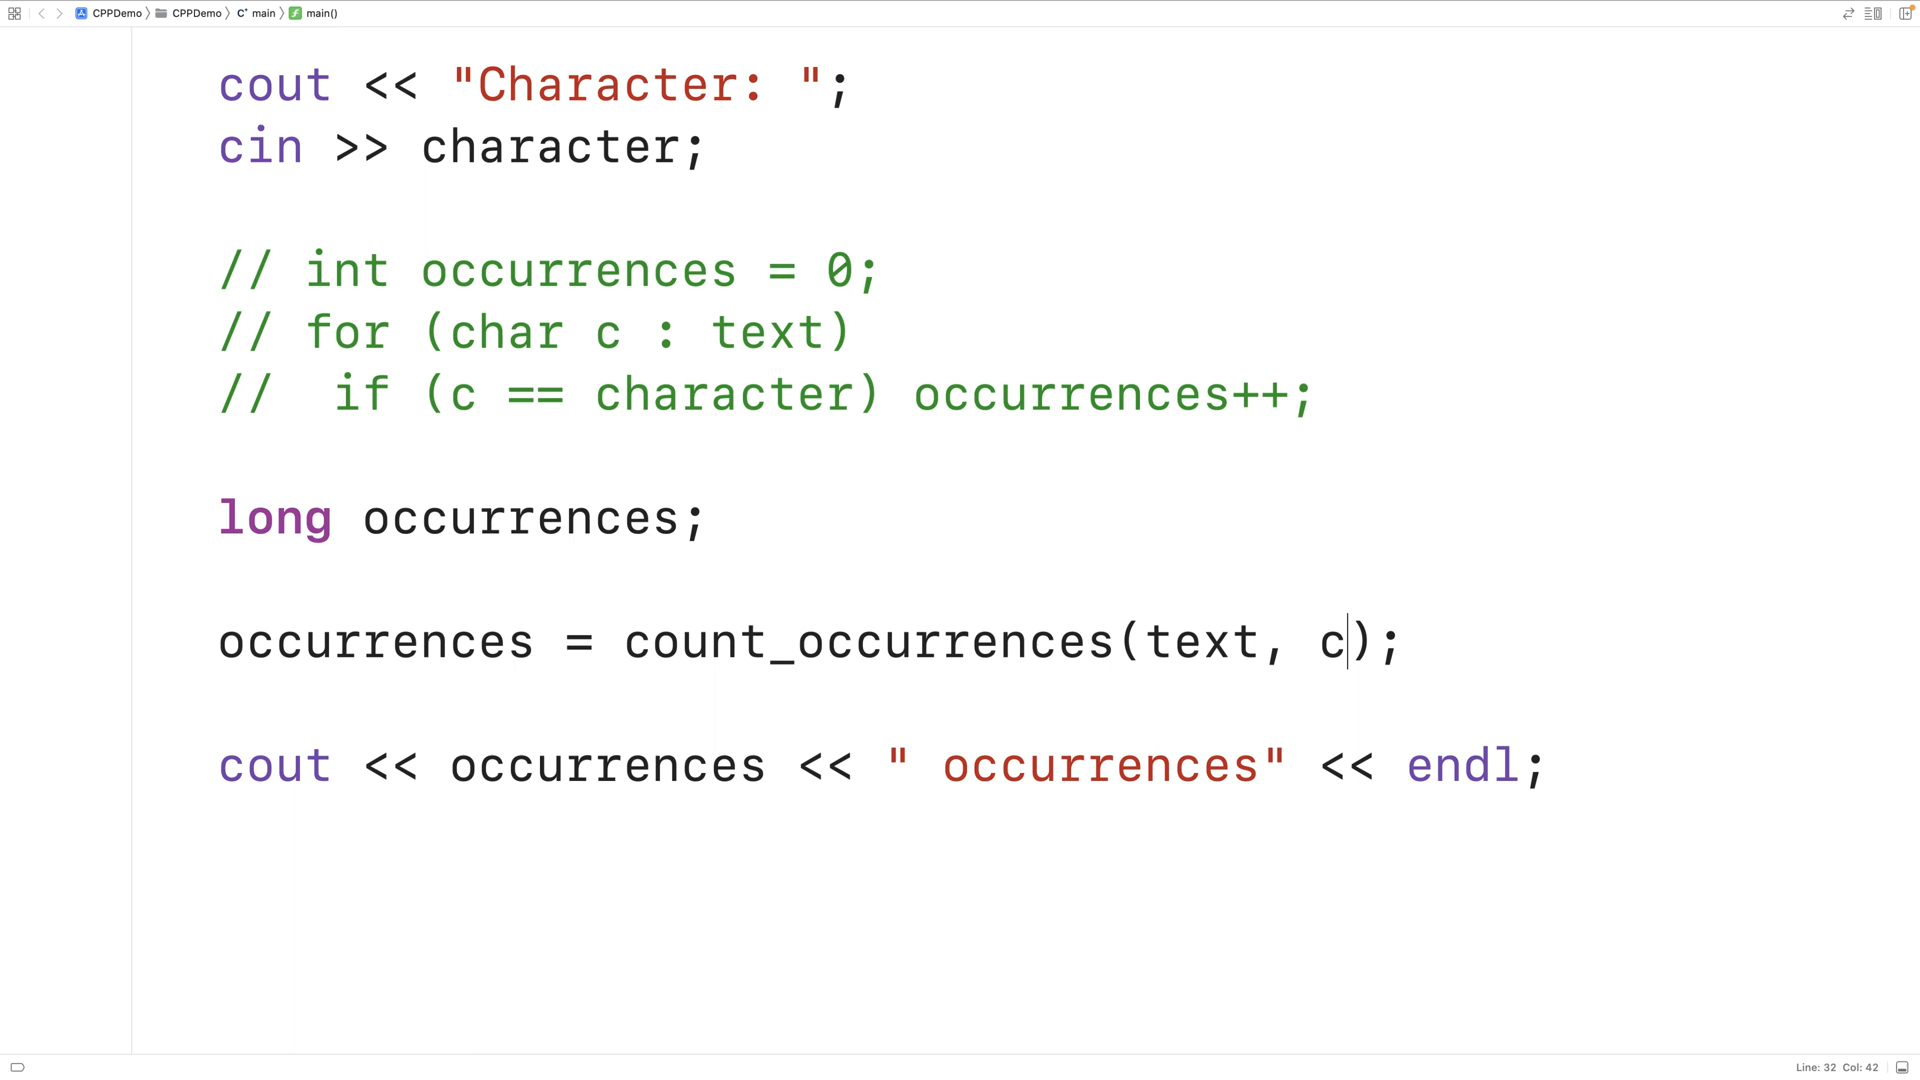 CPPDemo CPPDemo C+ main f main()
cout << "Character: ";
cin >> character;
// int occurrences = 0;
// for (char c : text)
//  if (c == character) occurrences++;
long occurrences;
occurrences = count_occurrences(text, c);
cout << occurrences << " occurrences" << endl;
Line: 32 Col: 42